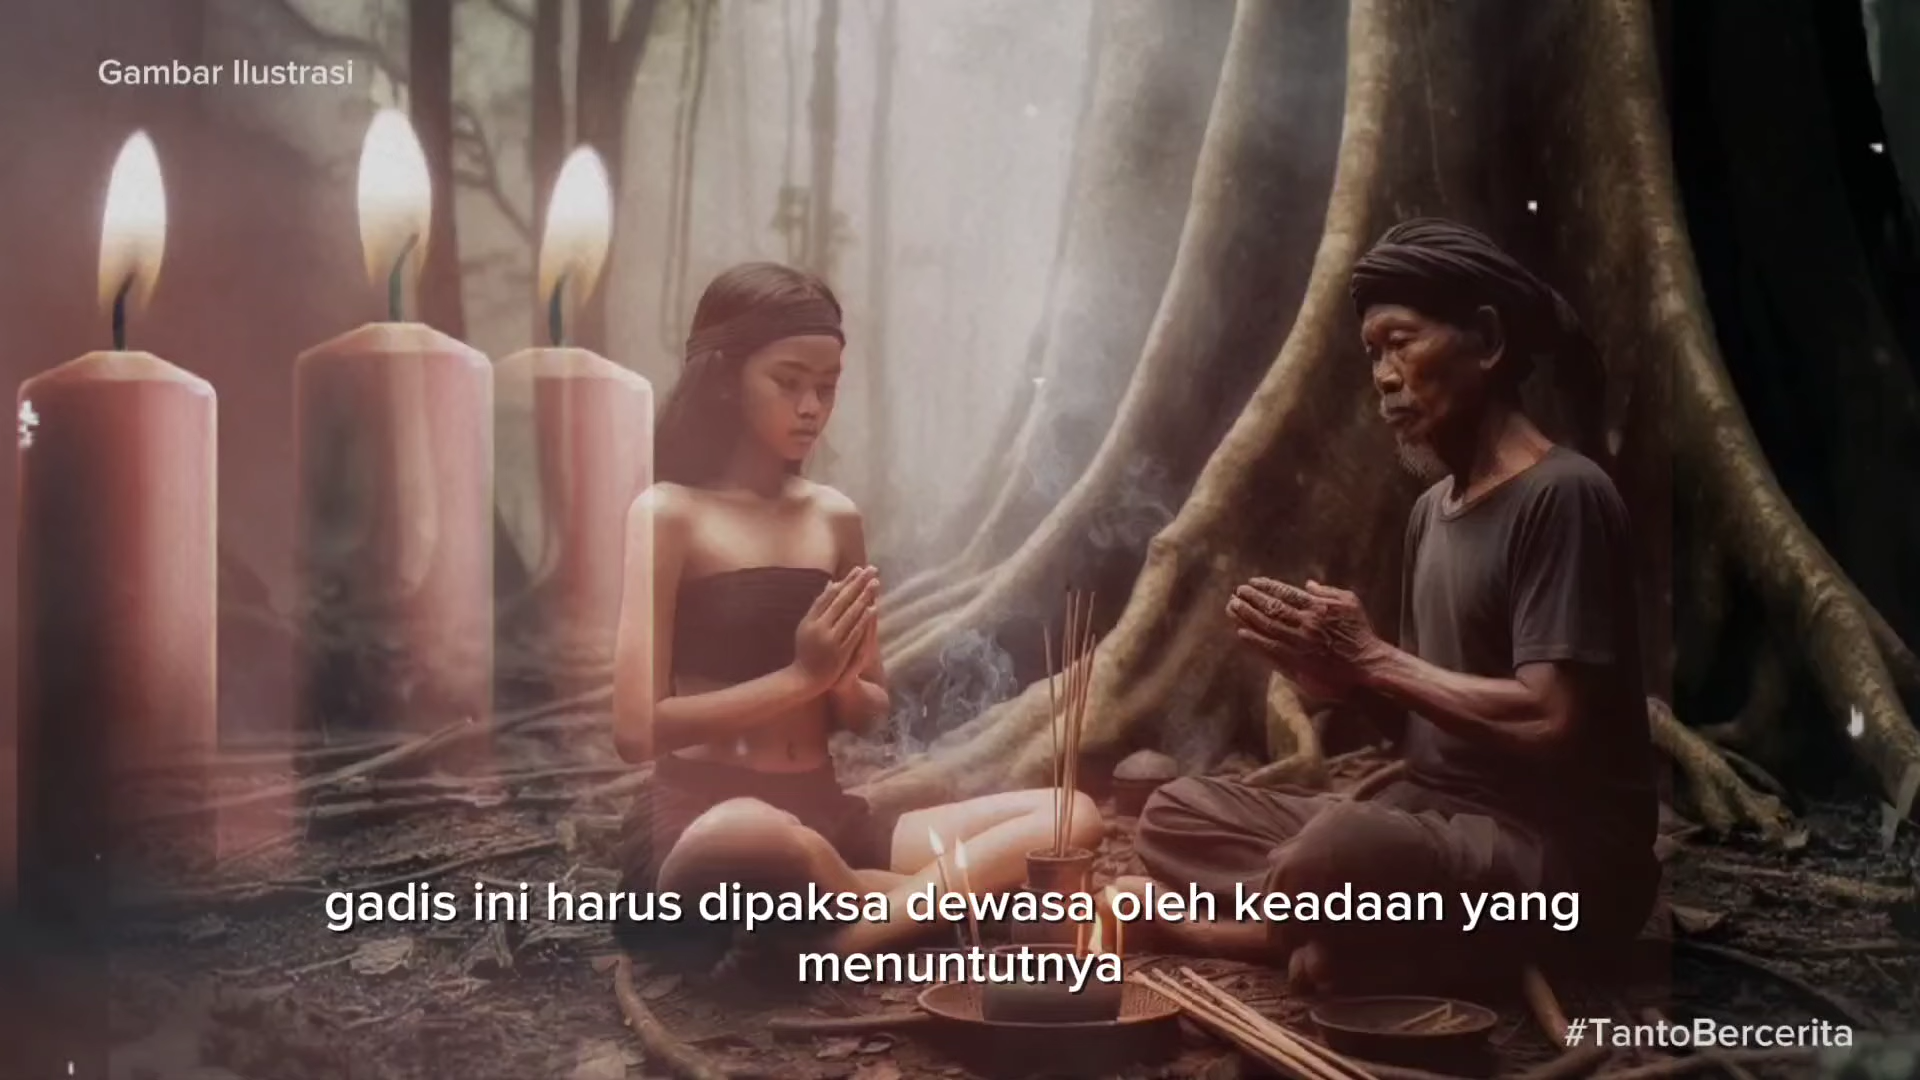 Gambar Ilustrasi
gadis ini harus dipaksa dewasa oleh keadaan yang
menuntutnya
#TantoBercerita